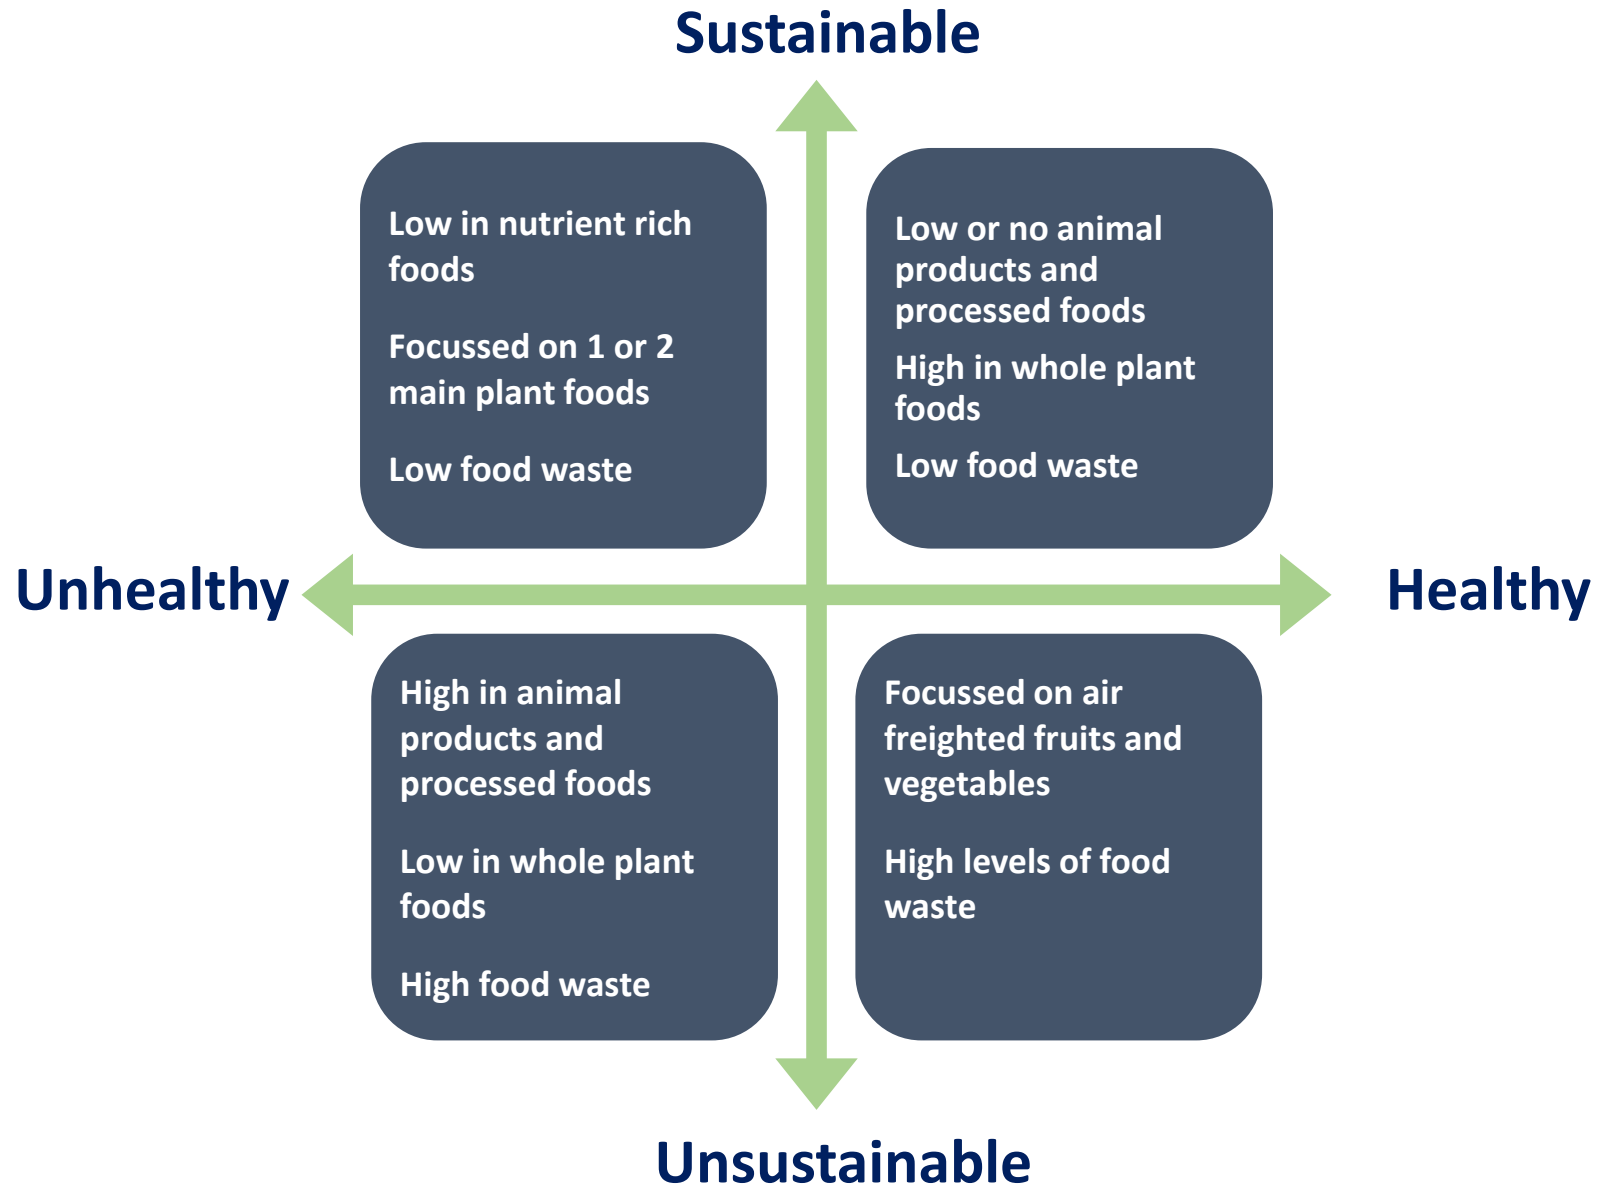 Sustainable
Low in nutrient rich
foods
Focussed on 1 or 2
main plant foods
Low food waste
Low or no animal
products and
processed foods
High in whole plant
foods
Low food waste
Unhealthy
Healthy
High in animal
products and
processed foods
Low in whole plant
foods
High food waste
Focussed on air
freighted fruits and
vegetables
High levels of food
waste
Unsustainable